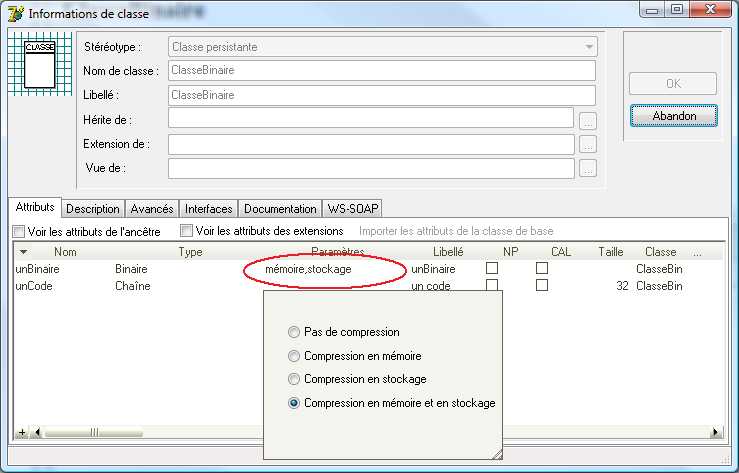 Informations de classe
CLASSE
Stéréotype : Classe persistante
Nom de classe : ClasseBinaire
Libellé : ClasseBinaire
Hérite de : ...
Extension de : ...
Vue de : ...
OK
Abandon
Attributs Description Avancés Interfaces Documentation WS-SOAP
Voir les attributs de l'ancêtre Voir les attributs des extensions Importer les attributs de la classe de base
Nom Type Paramètres Libellé NP CAL Taille Classe ...
unBinaire Binaire mémoire,stockage unBinaire ClasseBin
unCode Chaîne un code 32 ClasseBin
Pas de compression
Compression en mémoire
Compression en stockage
Compression en mémoire et en stockage